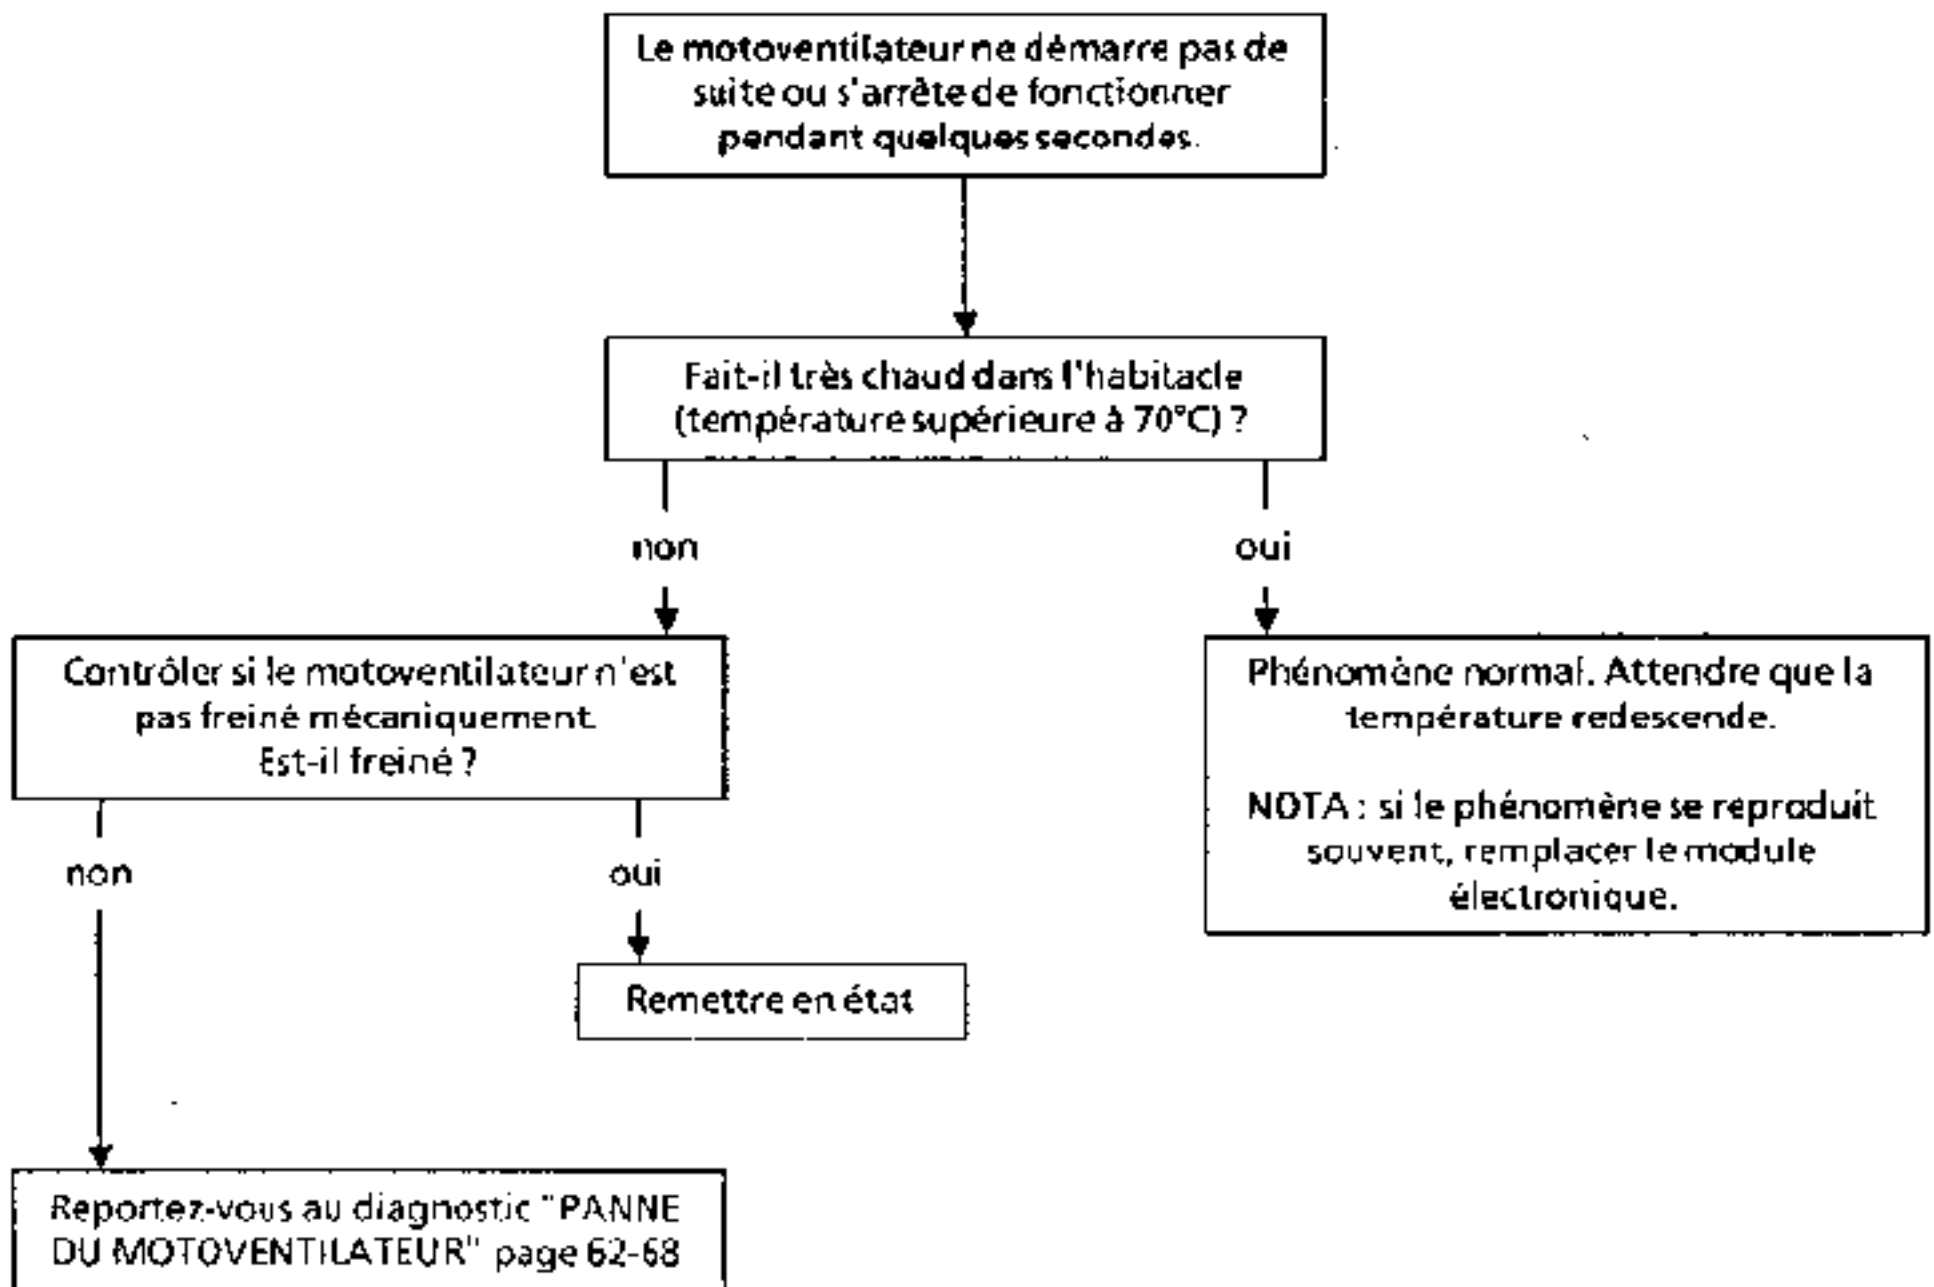 Le motoventilateur ne démarre pas de
suite ou s'arrête de fonctionner
pendant quelques secondes.
Fait-il très chaud dans l'habitacle
(température supérieure à 70°C) ?
non
oui
Contrôler si le motoventilateur n'est
pas freiné mécaniquement.
Est-il freiné ?
Phénomène normal. Attendre que la
température redescende.
NOTA : si le phénomène se reproduit
souvent, remplacer le module
électronique.
non
oui
Remettre en état
Reportez-vous au diagnostic "PANNE
DU MOTOVENTILATEUR" page 62-68